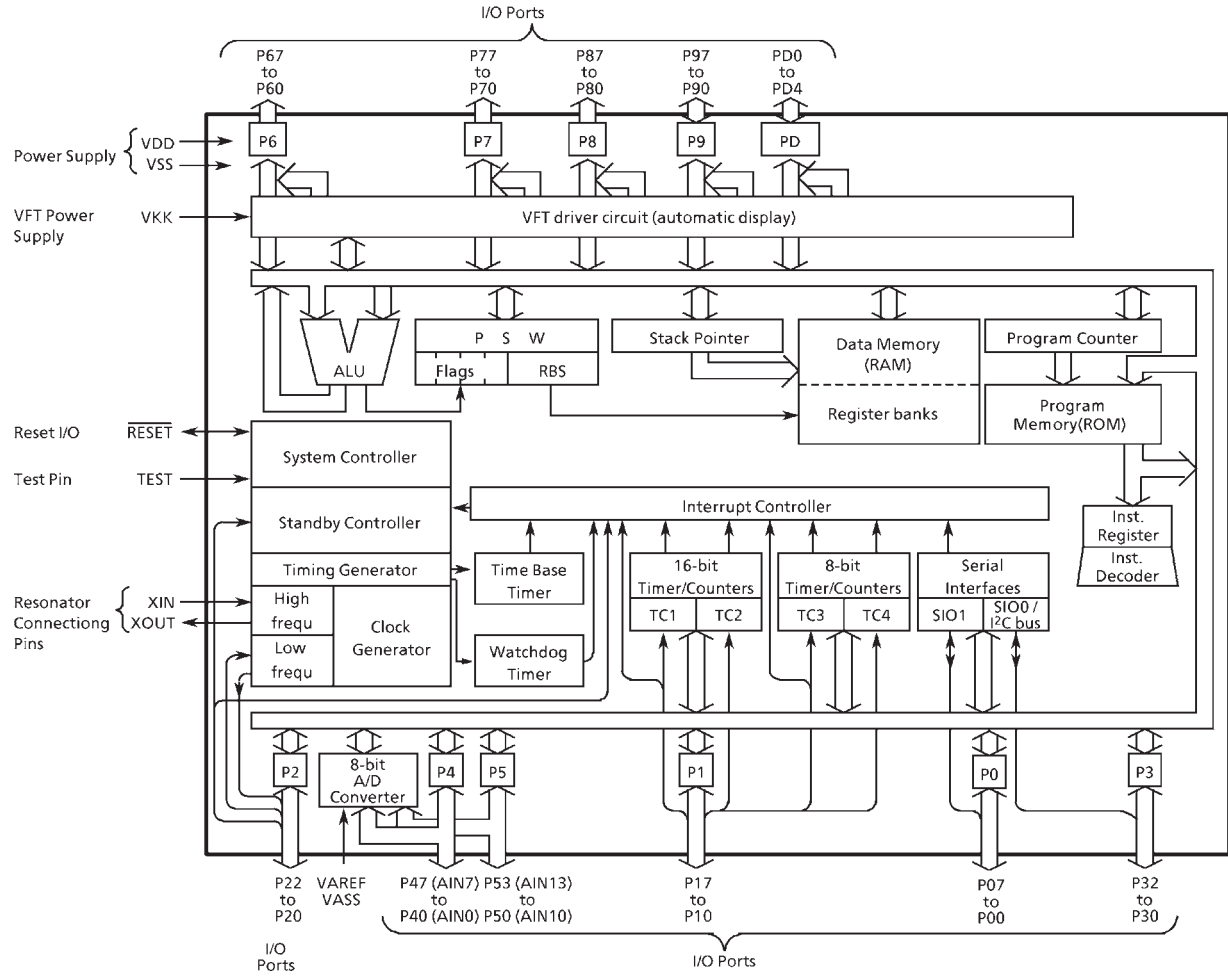 I/O Ports
P67 to P60
P77 to P70
P87 to P80
P97 to P90
PD0 to PD4
Power Supply
VDD
VSS
P6
P7
P8
P9
PD
VFT Power Supply
VKK
VFT driver circuit (automatic display)
ALU
P S W
Flags
RBS
Stack Pointer
Data Memory (RAM)
Register banks
Program Counter
Program Memory(ROM)
Reset I/O
RESET
Test Pin
TEST
System Controller
Standby Controller
Timing Generator
High frequ
Low frequ
Clock Generator
Resonator Connectiong Pins
XIN
XOUT
Interrupt Controller
Time Base Timer
Watchdog Timer
16-bit Timer/Counters
TC1
TC2
8-bit Timer/Counters
TC3
TC4
Serial Interfaces
SIO1
SIO0 / I²C bus
Inst. Register
Inst. Decoder
P2
8-bit A/D Converter
P4
P5
P1
P0
P3
P22 to P20
VAREF
VASS
P47 (AIN7) to P40 (AIN0)
P53 (AIN13) to P50 (AIN10)
P17 to P10
P07 to P00
P32 to P30
I/O Ports
I/O Ports